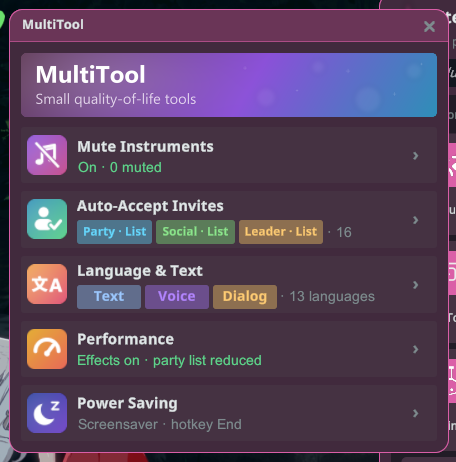 MultiTool
MultiTool
Small quality-of-life tools
Mute Instruments
On · 0 muted
Auto-Accept Invites
Party · List Social · List Leader · List · 16
Language & Text
Text Voice Dialog · 13 languages
Performance
Effects on · party list reduced
Power Saving
Screensaver · hotkey End